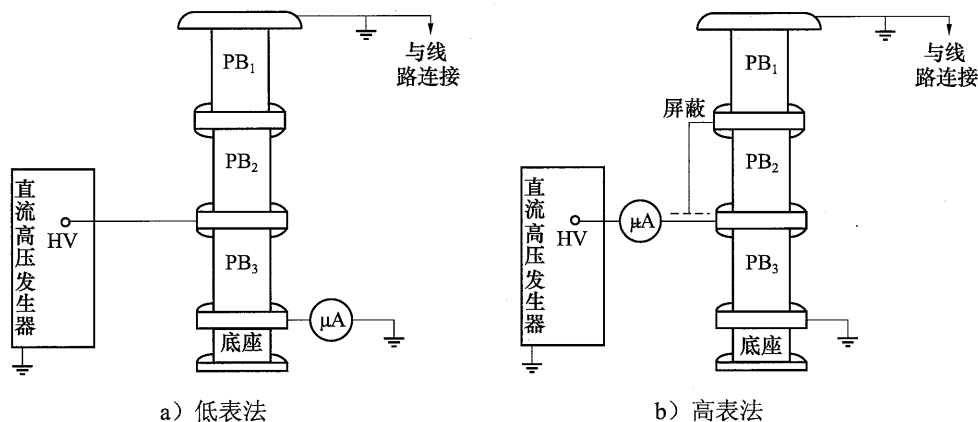 PB₁
与线
路连接
PB₂
直流高压发生器
HV
PB₃
μA
底座
a）低表法
PB₁
与线
路连接
屏蔽
PB₂
直流高压发生器
HV
μA
PB₃
底座
b）高表法